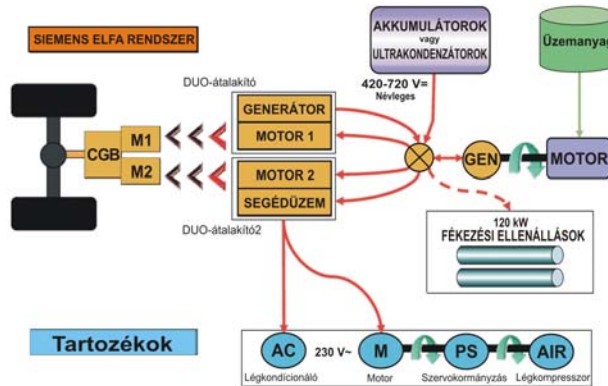 SIEMENS ELFA RENDSZER
AKKUMULÁTOROK
vagy
ULTRAKONDENZÁTOROK
Üzemanyag
420-720 V=
Névleges
DUO-átalakító
GENERÁTOR
MOTOR 1
M1
CGB
M2
MOTOR 2
SEGÉDÜZEM
GEN
MOTOR
DUO-átalakító2
120 kW
FÉKEZÉSI ELLENÁLLÁSOK
Tartozékok
AC
230 V~
M
PS
AIR
Légkondícionáló
Motor
Szervokormányzás
Légkompresszor